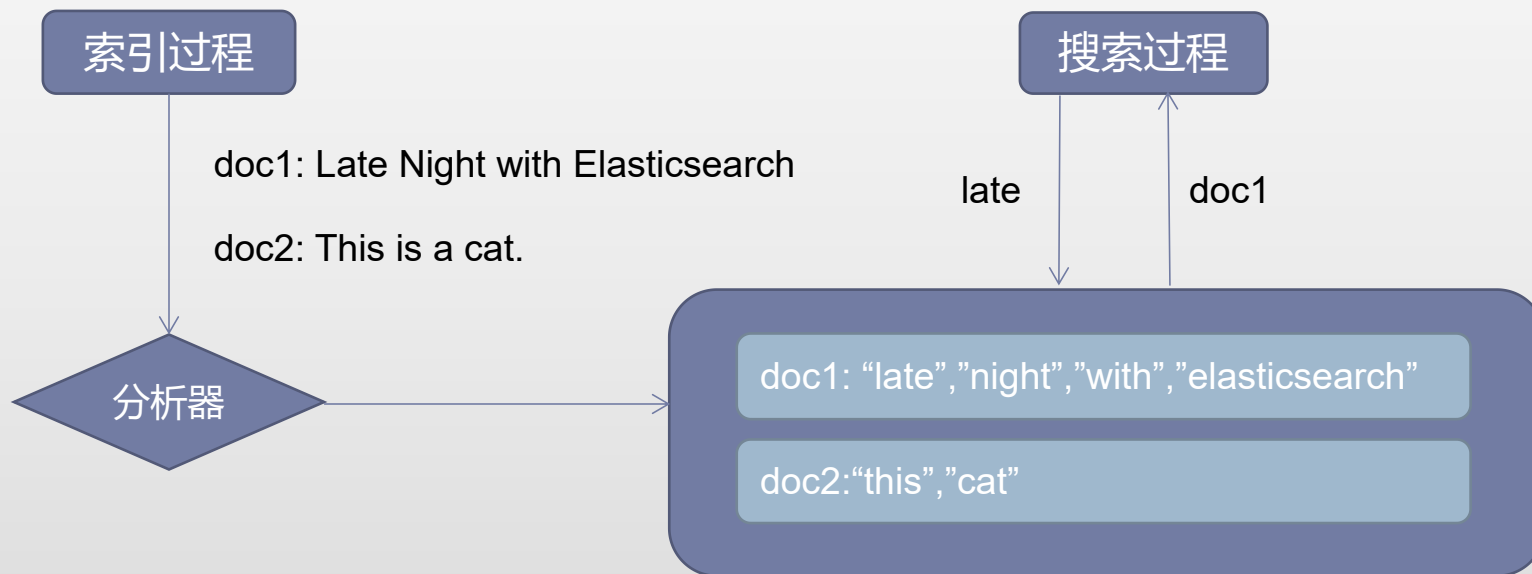 索引过程
搜索过程
doc1: Late Night with Elasticsearch
doc2: This is a cat.
late
doc1
分析器
doc1: “late”,”night”,”with”,”elasticsearch”
doc2:“this”,”cat”